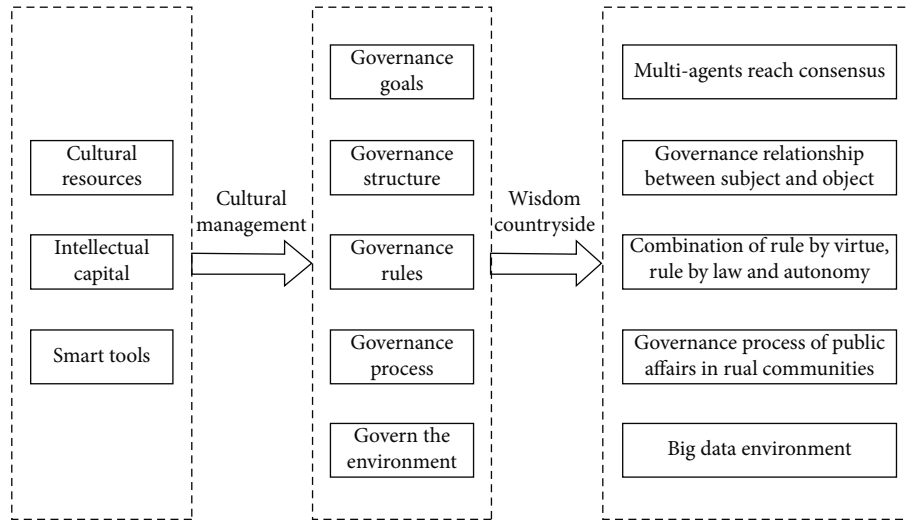 Cultural
resources
Intellectual
capital
Smart tools
Cultural
management
Governance
goals
Governance
structure
Governance
rules
Governance
process
Govern the
environment
Wisdom
countryside
Multi-agents reach consensus
Governance relationship
between subject and object
Combination of rule by virtue,
rule by law and autonomy
Governance process of public
affairs in rual communities
Big data environment